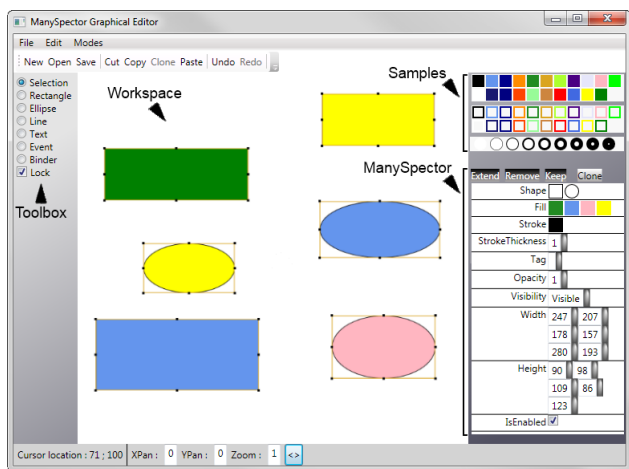 ManySpector Graphical Editor
File Edit Modes
New Open Save Cut Copy Clone Paste Undo Redo
Selection
Rectangle
Ellipse
Line
Text
Event
Binder
Lock
Toolbox
Workspace
Samples
ManySpector
Extend Remove Keep Clone
Shape
Fill
Stroke
StrokeThickness 1
Tag
Opacity 1
Visibility Visible
Width 247 207
178 157
280 193
Height 90 98
109 86
123
IsEnabled
Cursor location : 71 ; 100 XPan : 0 YPan : 0 Zoom : 1 <>